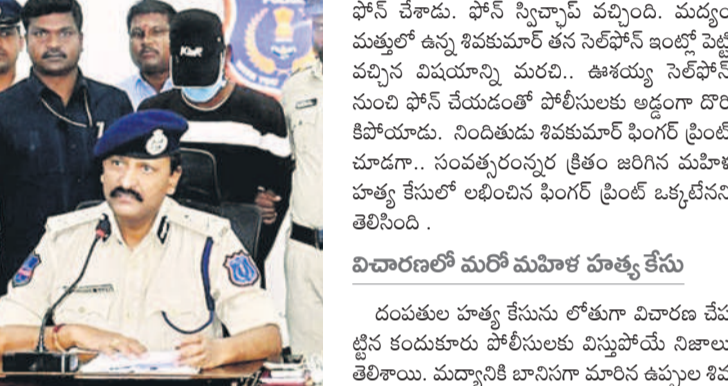 ఫోన్ చేశాడు. ఫోన్ స్విచ్ఛాప్ వచ్చింది. మద్యం
మత్తులో ఉన్న శివకుమార్ తన సెల్‌ఫోన్ ఇంట్లో పెట్టి
వచ్చిన విషయాన్ని మరచి.. ఊశయ్య సెల్‌ఫోన్
నుంచి ఫోన్ చేయడంతో పోలీసులకు అడ్డంగా దొరి
కిపోయాడు. నిందితుడు శివకుమార్ ఫింగర్ ప్రింట్
చూడగా.. సంవత్సరంన్నర క్రితం జరిగిన మహిళ
హత్య కేసులో లభించిన ఫింగర్ ప్రింట్ ఒక్కటేనని
తెలిసింది .
విచారణలో మరో మహిళ హత్య కేసు
దంపతుల హత్య కేసును లోతుగా విచారణ చేప
ట్టిన కందుకూరు పోలీసులకు విస్తుపోయే నిజాలు
తెలిశాయి. మద్యానికి బానిసగా మారిన ఉప్పుల శివ